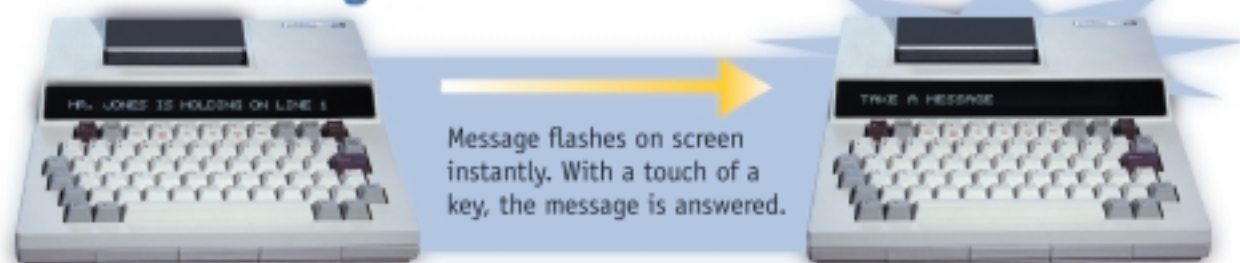 MR. JONES IS HOLDING ON LINE 1
Message flashes on screen
instantly. With a touch of a
key, the message is answered.
TAKE A MESSAGE